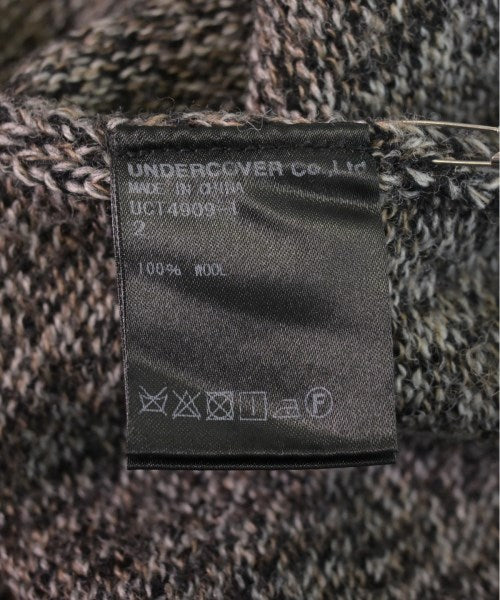 UNDERCOVER Co.,Ltd
MADE IN CHINA
UCT4909-1
2
100% WOOL
F